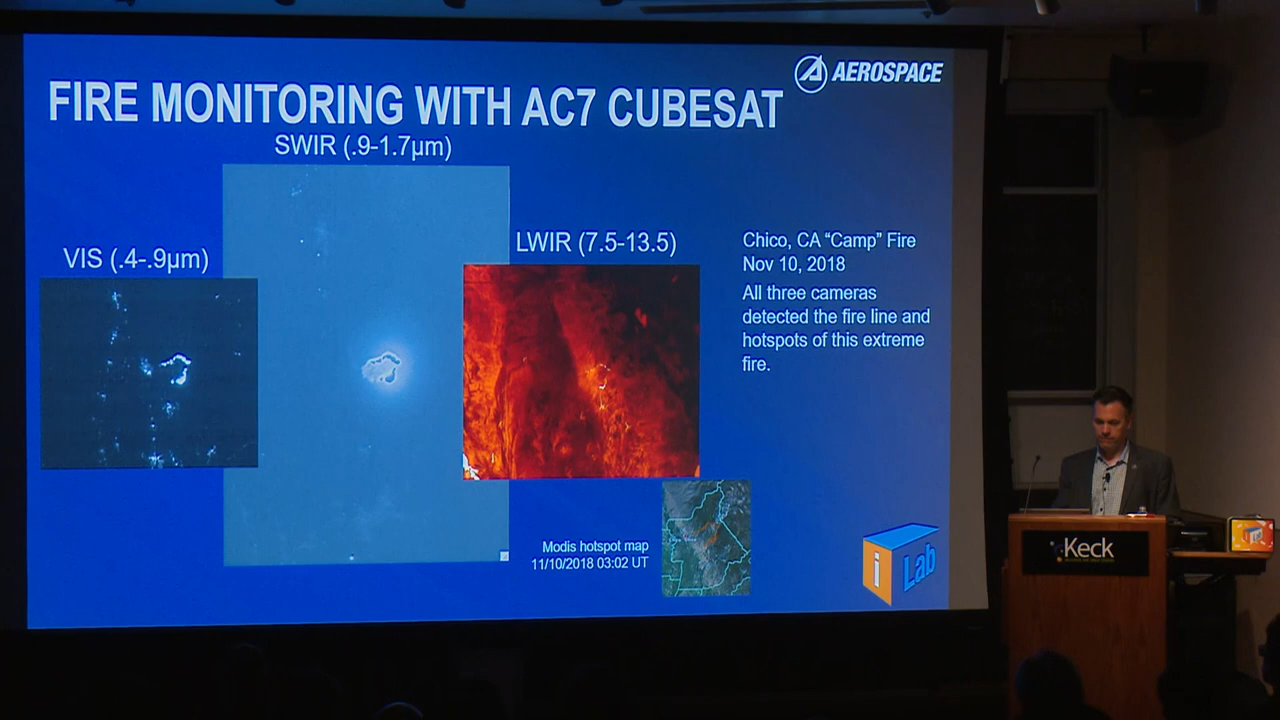 AEROSPACE
FIRE MONITORING WITH AC7 CUBESAT
SWIR (.9-1.7µm)
VIS (.4-.9µm)
LWIR (7.5-13.5)
Chico, CA “Camp” Fire
Nov 10, 2018
All three cameras
detected the fire line and
hotspots of this extreme
fire.
Modis hotspot map
11/10/2018 03:02 UT
i Lab
Keck